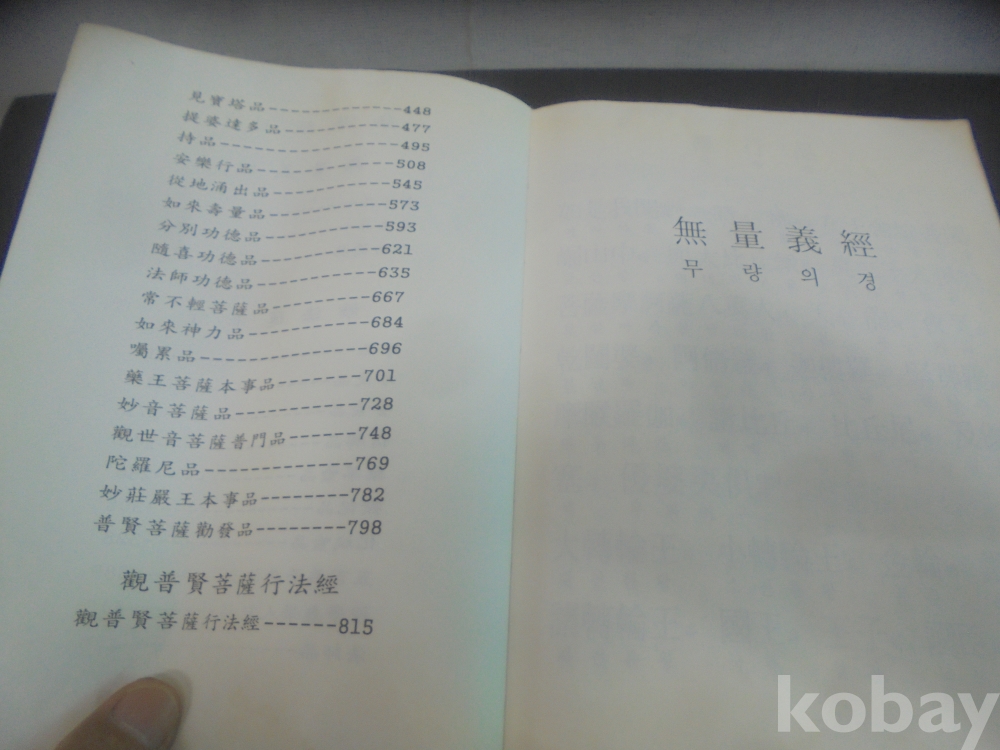 見寶塔品--------------448
提婆達多品------------477
持品------------------495
安樂行品--------------508
從地涌出品------------545
如來壽量品------------573
分別功德品------------593
隨喜功德品------------621
法師功德品------------635
常不輕菩薩品----------667
如來神力品------------684
囑累品----------------696
藥王菩薩本事品--------701
妙音菩薩品------------728
觀世音菩薩普門品------748
陀羅尼品--------------769
妙莊嚴王本事品--------782
普賢菩薩勸發品--------798
觀普賢菩薩行法經
觀普賢菩薩行法經------815
無量義經
무량의경
kobay